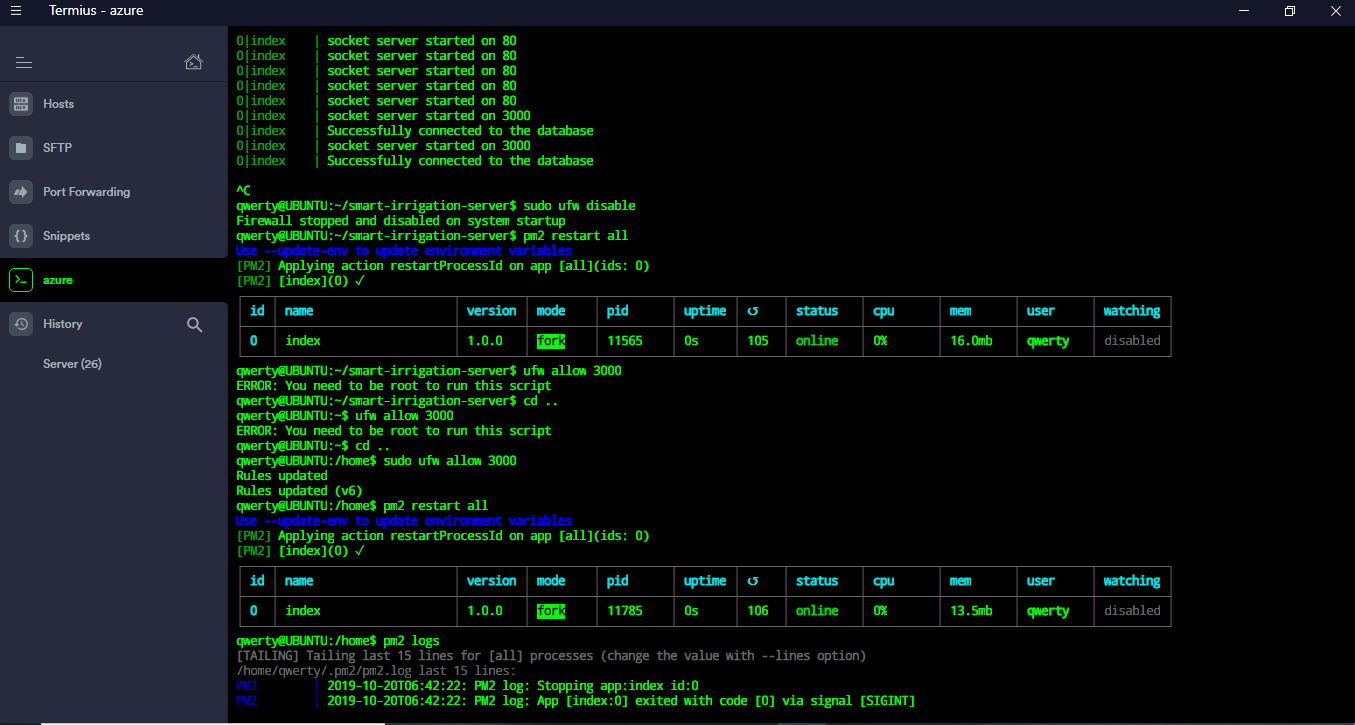 Termius - azure
Hosts
SFTP
Port Forwarding
Snippets
azure
History
Server (26)
0|index | socket server started on 80
0|index | socket server started on 80
0|index | socket server started on 80
0|index | socket server started on 80
0|index | socket server started on 80
0|index | socket server started on 3000
0|index | Successfully connected to the database
0|index | socket server started on 3000
0|index | Successfully connected to the database
^C
qwerty@UBUNTU:~/smart-irrigation-server$ sudo ufw disable
Firewall stopped and disabled on system startup
qwerty@UBUNTU:~/smart-irrigation-server$ pm2 restart all
Use --update-env to update environment variables
[PM2] Applying action restartProcessId on app [all](ids: 0)
[PM2] [index](0) ✓
id name version mode pid uptime ↺ status cpu mem user watching
0 index 1.0.0 fork 11565 0s 105 online 0% 16.0mb qwerty disabled
qwerty@UBUNTU:~/smart-irrigation-server$ ufw allow 3000
ERROR: You need to be root to run this script
qwerty@UBUNTU:~/smart-irrigation-server$ cd ..
qwerty@UBUNTU:~$ ufw allow 3000
ERROR: You need to be root to run this script
qwerty@UBUNTU:~$ cd ..
qwerty@UBUNTU:/home$ sudo ufw allow 3000
Rules updated
Rules updated (v6)
qwerty@UBUNTU:/home$ pm2 restart all
Use --update-env to update environment variables
[PM2] Applying action restartProcessId on app [all](ids: 0)
[PM2] [index](0) ✓
id name version mode pid uptime ↺ status cpu mem user watching
0 index 1.0.0 fork 11785 0s 106 online 0% 13.5mb qwerty disabled
qwerty@UBUNTU:/home$ pm2 logs
[TAILING] Tailing last 15 lines for [all] processes (change the value with --lines option)
/home/qwerty/.pm2/pm2.log last 15 lines:
PM2 | 2019-10-20T06:42:22: PM2 log: Stopping app:index id:0
PM2 | 2019-10-20T06:42:22: PM2 log: App [index:0] exited with code [0] via signal [SIGINT]